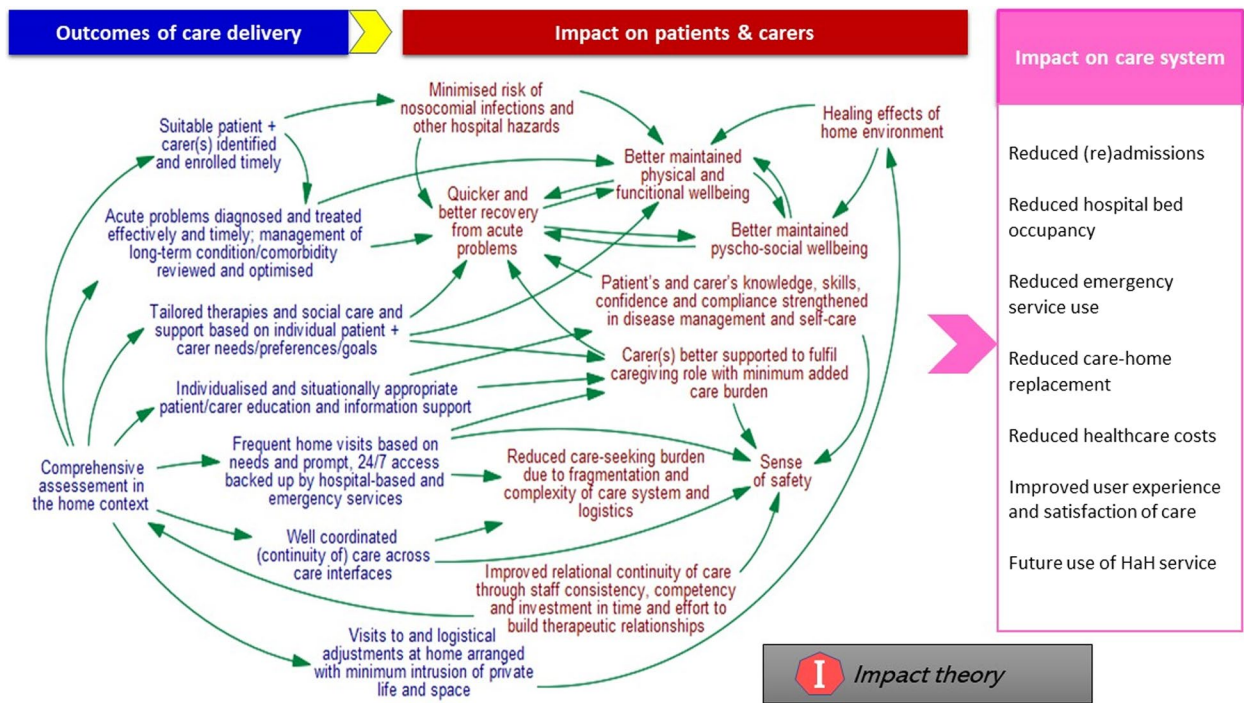 Outcomes of care delivery
Impact on patients & carers
Impact on care system
Suitable patient +
carer(s) identified
and enrolled timely
Acute problems diagnosed and treated
effectively and timely; management of
long-term condition/comorbidity
reviewed and optimised
Tailored therapies and social care and
support based on individual patient +
carer needs/preferences/goals
Individualised and situationally appropriate
patient/carer education and information support
Frequent home visits based on
needs and prompt, 24/7 access
backed up by hospital-based and
emergency services
Comprehensive
assessement in
the home context
Well coordinated
(continuity of) care across
care interfaces
Visits to and logistical
adjustments at home arranged
with minimum intrusion of private
life and space
Minimised risk of
nosocomial infections and
other hospital hazards
Healing effects of
home environment
Better maintained
physical and
funcitional wellbeing
Quicker and
better recovery
from acute
problems
Better maintained
pyscho-social wellbeing
Patient's and carer's knowledge, skills,
confidence and compliance strengthened
in disease management and self-care
Carer(s) better supported to fulfil
caregiving role with minimum added
care burden
Reduced care-seeking burden
due to fragmentation and
complexity of care system and
logistics
Sense
of safety
Improved relational continuity of care
through staff consistency, competency
and investment in time and effort to
build therapeutic relationships
Reduced (re)admissions
Reduced hospital bed
occupancy
Reduced emergency
service use
Reduced care-home
replacement
Reduced healthcare costs
Improved user experience
and satisfaction of care
Future use of HaH service
I Impact theory